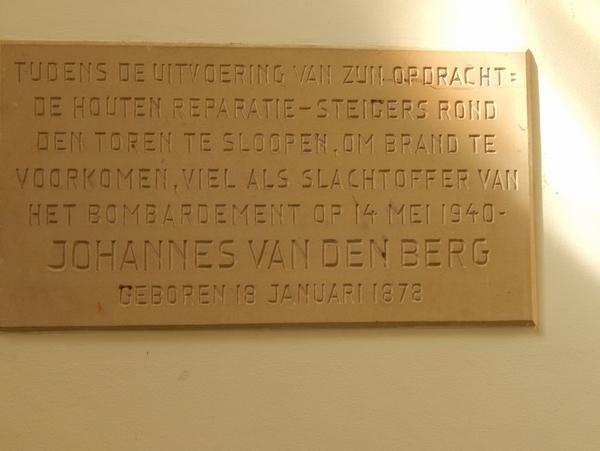 TIJDENS DE UITVOERING VAN ZIJN OPDRACHT:
DE HOUTEN REPARATIE-STEIGERS ROND
DEN TOREN TE SLOOPEN, OM BRAND TE
VOORKOMEN, VIEL ALS SLACHTOFFER VAN
HET BOMBARDEMENT OP 14 MEI 1940-
JOHANNES VAN DEN BERG
GEBOREN 18 JANUARI 1878